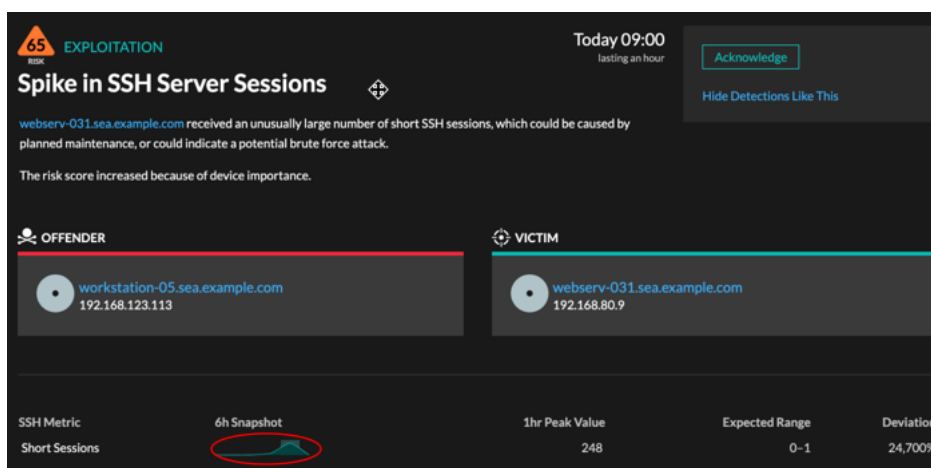 65 EXPLOITATION
RISK
Today 09:00
lasting an hour
Acknowledge
Hide Detections Like This
Spike in SSH Server Sessions
webserv-031.sea.example.com received an unusually large number of short SSH sessions, which could be caused by
planned maintenance, or could indicate a potential brute force attack.
The risk score increased because of device importance.
OFFENDER
workstation-05.sea.example.com
192.168.123.113
VICTIM
webserv-031.sea.example.com
192.168.80.9
SSH Metric 6h Snapshot 1hr Peak Value Expected Range Deviation
Short Sessions 248 0–1 24,700%